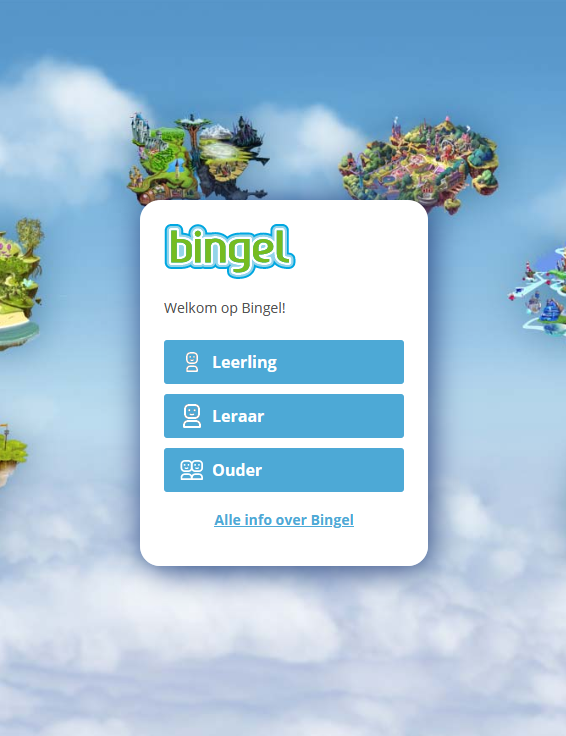 bingel
Welkom op Bingel!
Leerling
Leraar
Ouder
Alle info over Bingel